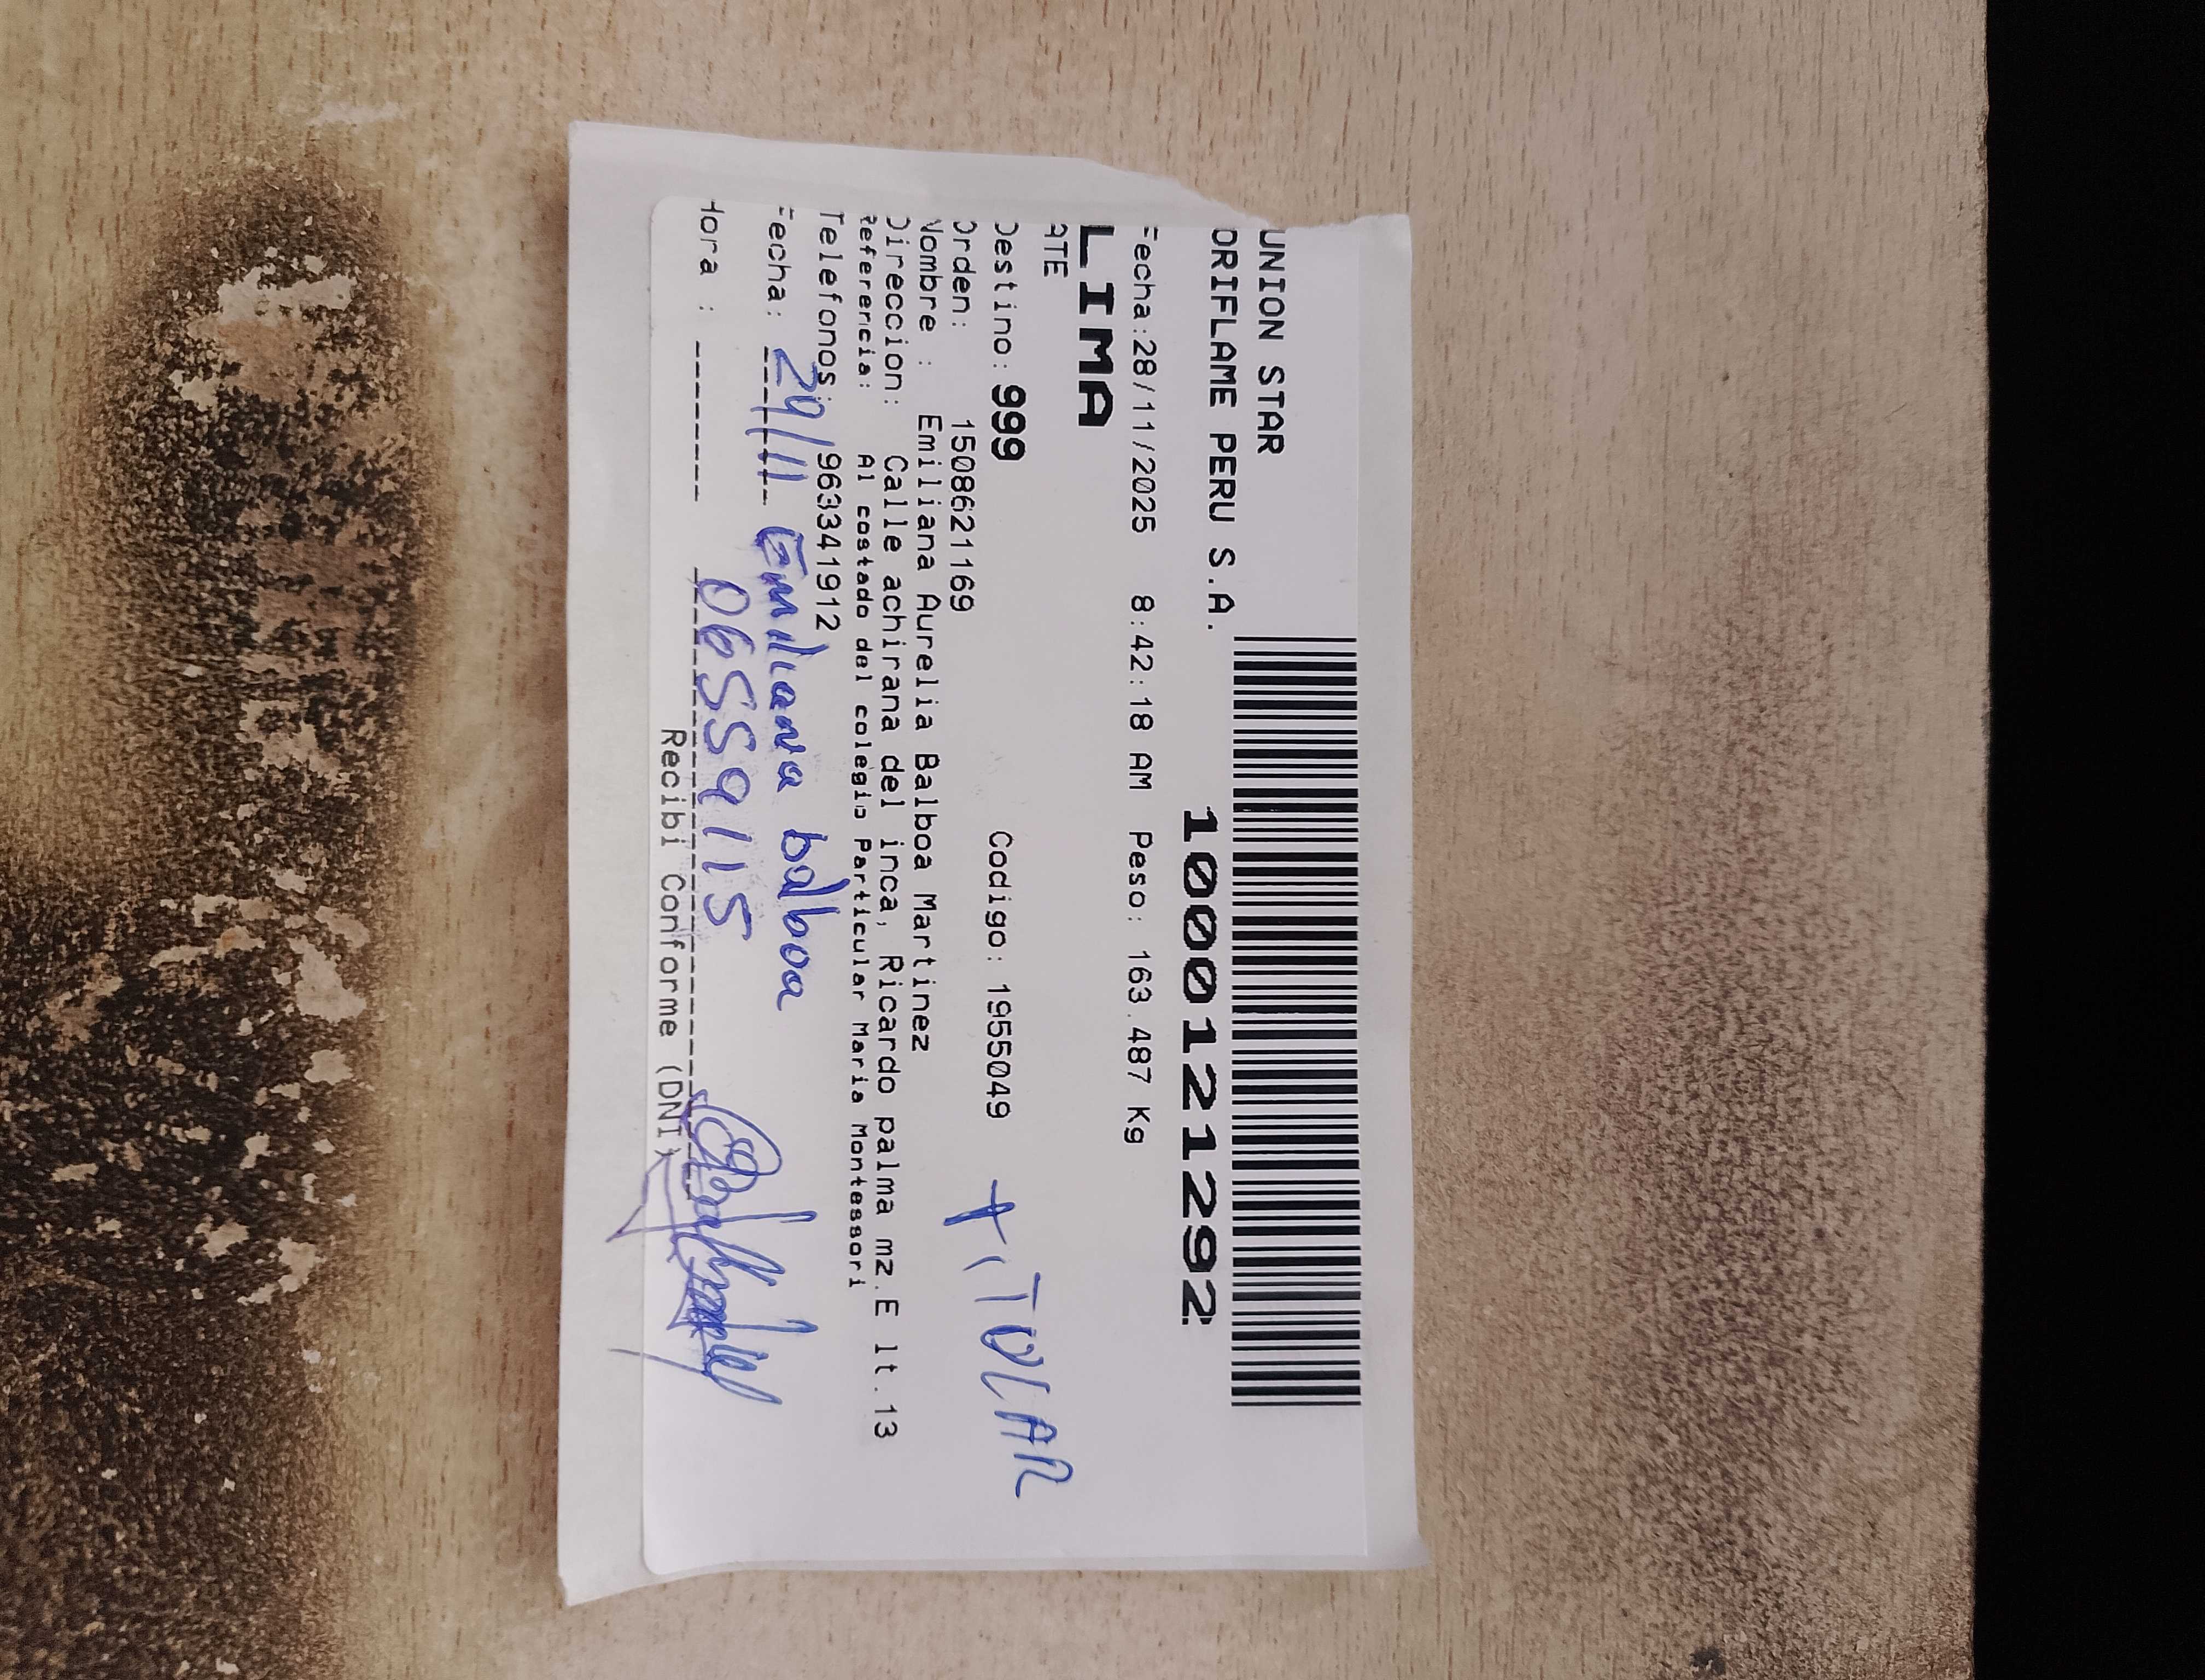 UNION STAR
ORIFLAME PERU S.A.
1000121292
Fecha:28/11/2025 8:42:18 AM Peso: 163.487 Kg
LIMA
ATE
Destino: 999 Codigo: 1955049
+ TITULAR
Orden: 1508621169
Nombre : Emiliana Aurelia Balboa Martinez
Direccion: Calle achirana del inca, Ricardo palma mz.E lt.13
Referencia: Al costado del colegio Particular Maria Montessori
Telefonos: 963341912
Fecha: 29/11 Emiliana balboa
Hora : 06559115
Recibi Conforme (DNI)